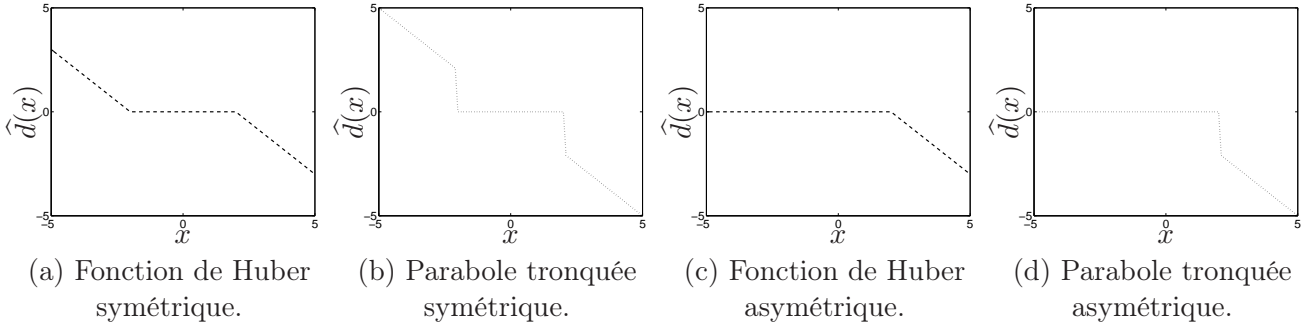 5
0
−5
−5
0
5
d̂(x)
x
(a) Fonction de Huber
symétrique.
5
0
−5
−5
0
5
d̂(x)
x
(b) Parabole tronquée
symétrique.
5
0
−5
−5
0
5
d̂(x)
x
(c) Fonction de Huber
asymétrique.
5
0
−5
−5
0
5
d̂(x)
x
(d) Parabole tronquée
asymétrique.